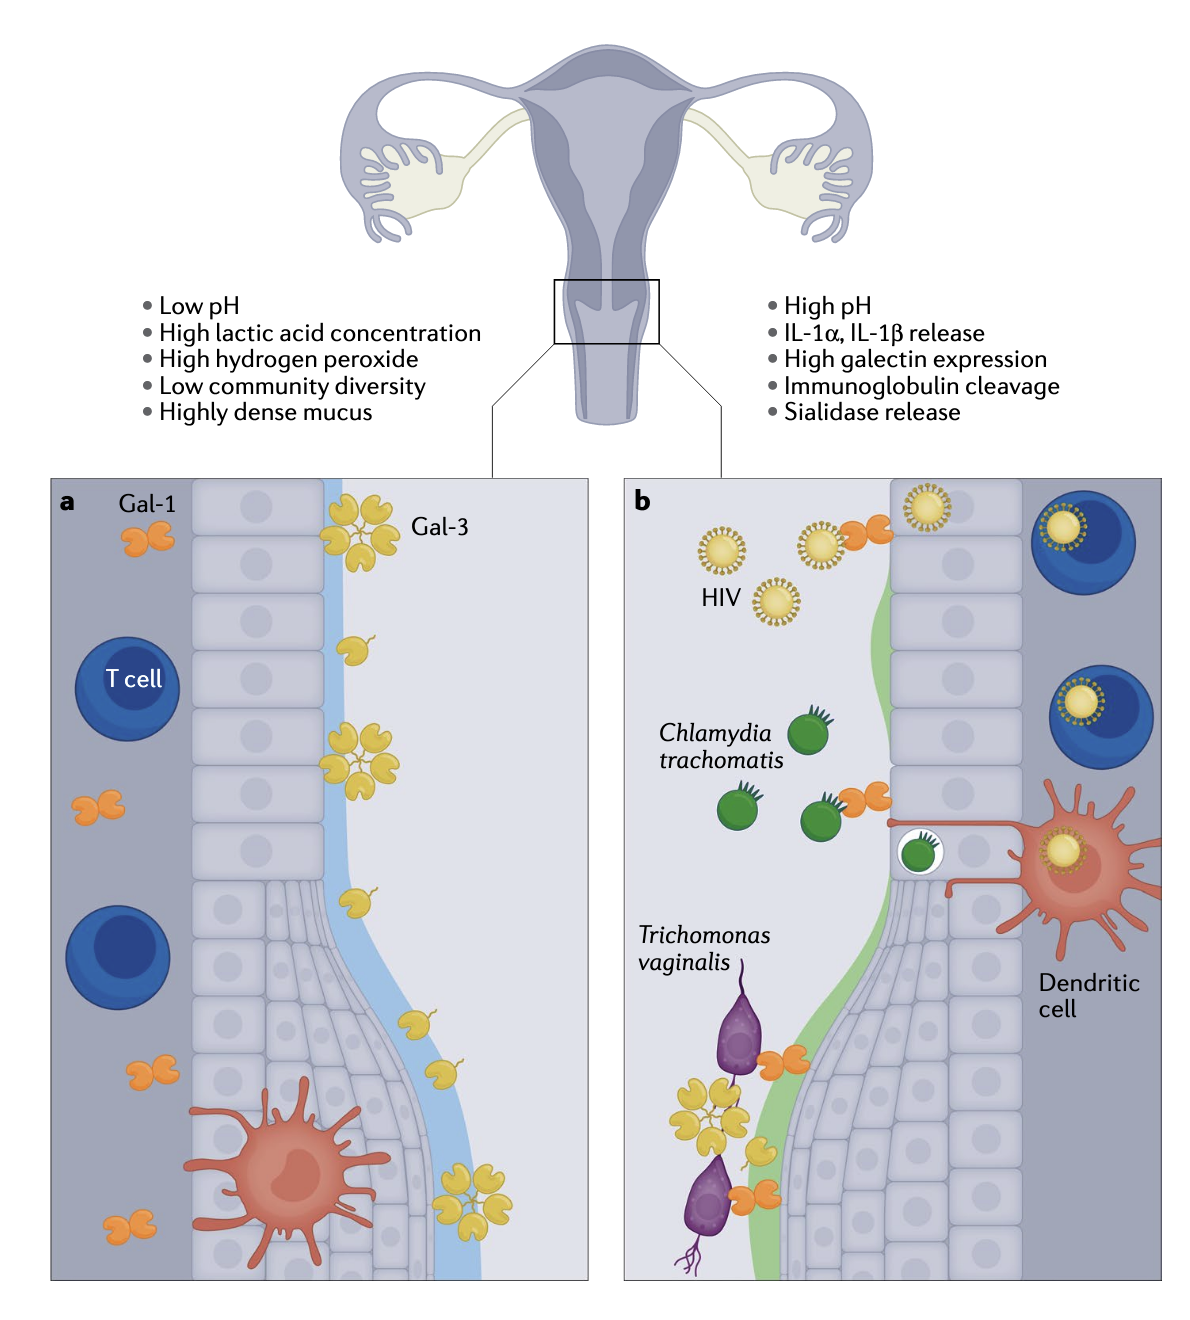 • Low pH
• High lactic acid concentration
• High hydrogen peroxide
• Low community diversity
• Highly dense mucus
• High pH
• IL-1α, IL-1β release
• High galectin expression
• Immunoglobulin cleavage
• Sialidase release
a
Gal-1
Gal-3
T cell
b
HIV
Chlamydia
trachomatis
Trichomonas
vaginalis
Dendritic
cell